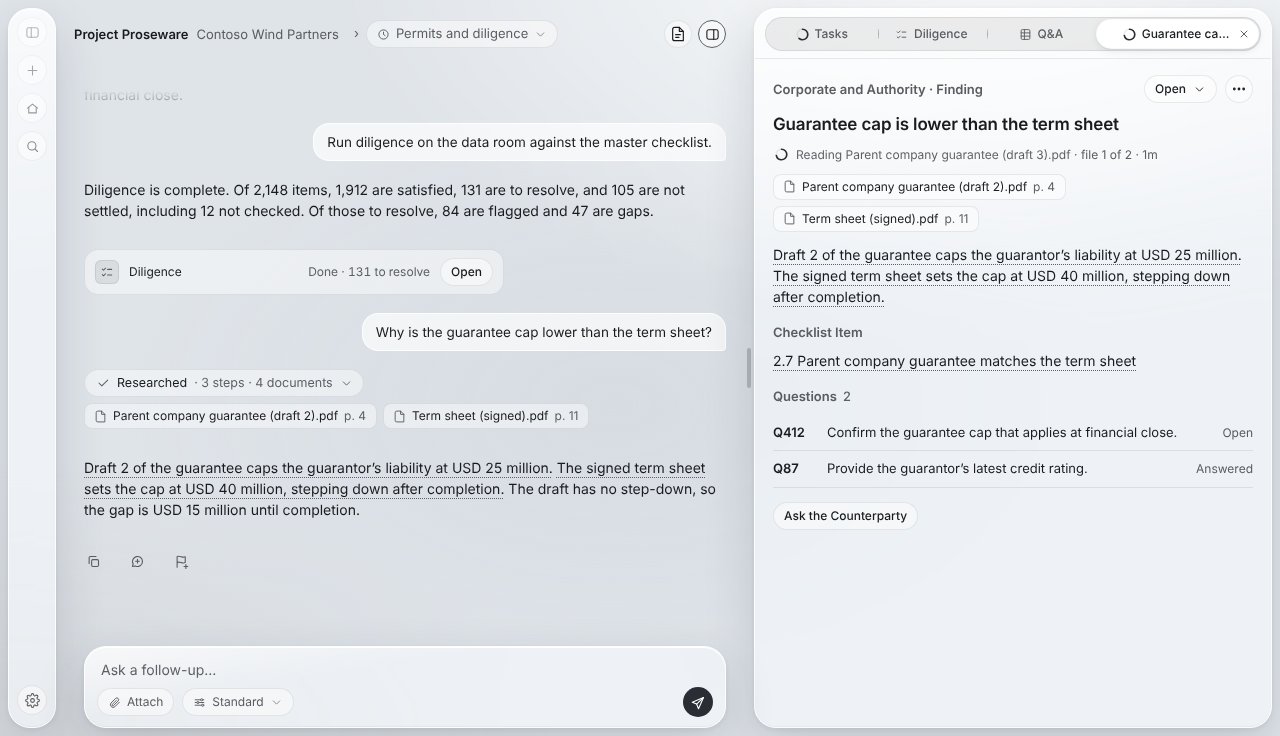 Project Proseware Contoso Wind Partners › Permits and diligence
financial close.
Run diligence on the data room against the master checklist.
Diligence is complete. Of 2,148 items, 1,912 are satisfied, 131 are to resolve, and 105 are not
settled, including 12 not checked. Of those to resolve, 84 are flagged and 47 are gaps.
Diligence Done · 131 to resolve Open
Why is the guarantee cap lower than the term sheet?
Researched · 3 steps · 4 documents
Parent company guarantee (draft 2).pdf p. 4 Term sheet (signed).pdf p. 11
Draft 2 of the guarantee caps the guarantor’s liability at USD 25 million. The signed term sheet
sets the cap at USD 40 million, stepping down after completion. The draft has no step-down, so
the gap is USD 15 million until completion.
Ask a follow-up...
Attach Standard
Tasks Diligence Q&A Guarantee ca...
Corporate and Authority · Finding Open
Guarantee cap is lower than the term sheet
Reading Parent company guarantee (draft 3).pdf · file 1 of 2 · 1m
Parent company guarantee (draft 2).pdf p. 4
Term sheet (signed).pdf p. 11
Draft 2 of the guarantee caps the guarantor’s liability at USD 25 million.
The signed term sheet sets the cap at USD 40 million, stepping down
after completion.
Checklist Item
2.7 Parent company guarantee matches the term sheet
Questions 2
Q412 Confirm the guarantee cap that applies at financial close. Open
Q87 Provide the guarantor’s latest credit rating. Answered
Ask the Counterparty